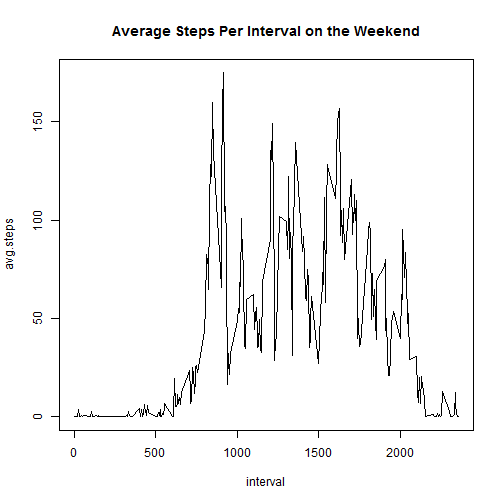 Average Steps Per Interval on the Weekend
avg.steps
150
100
50
0
0 500 1000 1500 2000
interval